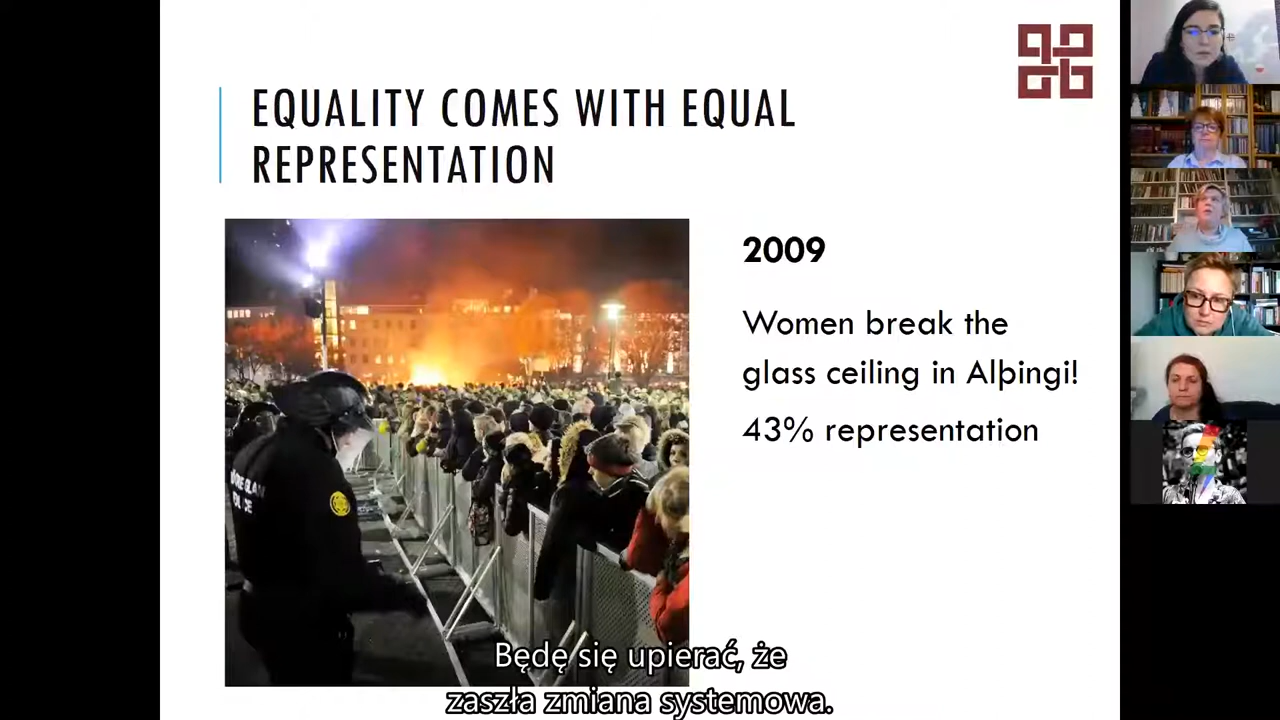 EQUALITY COMES WITH EQUAL
REPRESENTATION
2009
Women break the
glass ceiling in Alþingi!
43% representation
Będę się upierać, że
zaszła zmiana systemowa.